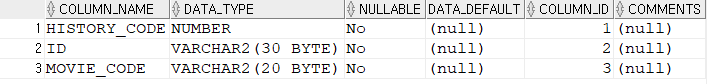 COLUMN_NAME DATA_TYPE NULLABLE DATA_DEFAULT COLUMN_ID COMMENTS
1 HISTORY_CODE NUMBER No (null) 1 (null)
2 ID VARCHAR2(30 BYTE) No (null) 2 (null)
3 MOVIE_CODE VARCHAR2(20 BYTE) No (null) 3 (null)